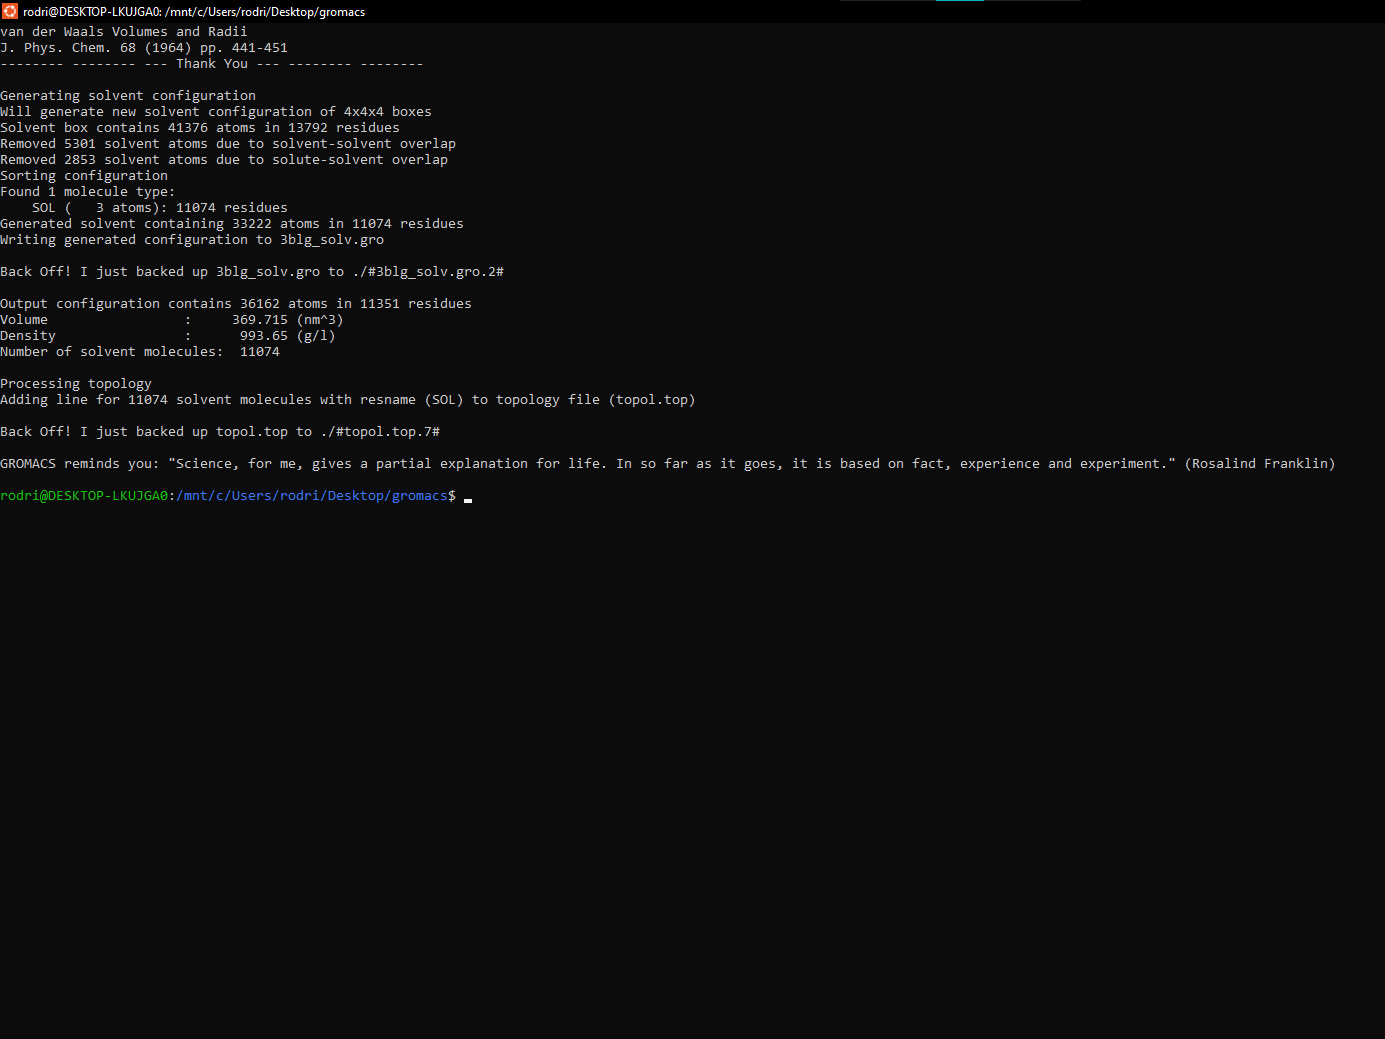 rodri@DESKTOP-LKUJGA0: /mnt/c/Users/rodri/Desktop/gromacs
van der Waals Volumes and Radii
J. Phys. Chem. 68 (1964) pp. 441-451
-------- -------- --- Thank You --- -------- --------
Generating solvent configuration
Will generate new solvent configuration of 4x4x4 boxes
Solvent box contains 41376 atoms in 13792 residues
Removed 5301 solvent atoms due to solvent-solvent overlap
Removed 2853 solvent atoms due to solute-solvent overlap
Sorting configuration
Found 1 molecule type:
    SOL (   3 atoms): 11074 residues
Generated solvent containing 33222 atoms in 11074 residues
Writing generated configuration to 3blg_solv.gro
Back Off! I just backed up 3blg_solv.gro to ./#3blg_solv.gro.2#
Output configuration contains 36162 atoms in 11351 residues
Volume                 :     369.715 (nm^3)
Density                :      993.65 (g/l)
Number of solvent molecules:  11074
Processing topology
Adding line for 11074 solvent molecules with resname (SOL) to topology file (topol.top)
Back Off! I just backed up topol.top to ./#topol.top.7#
GROMACS reminds you: "Science, for me, gives a partial explanation for life. In so far as it goes, it is based on fact, experience and experiment." (Rosalind Franklin)
rodri@DESKTOP-LKUJGA0:/mnt/c/Users/rodri/Desktop/gromacs$